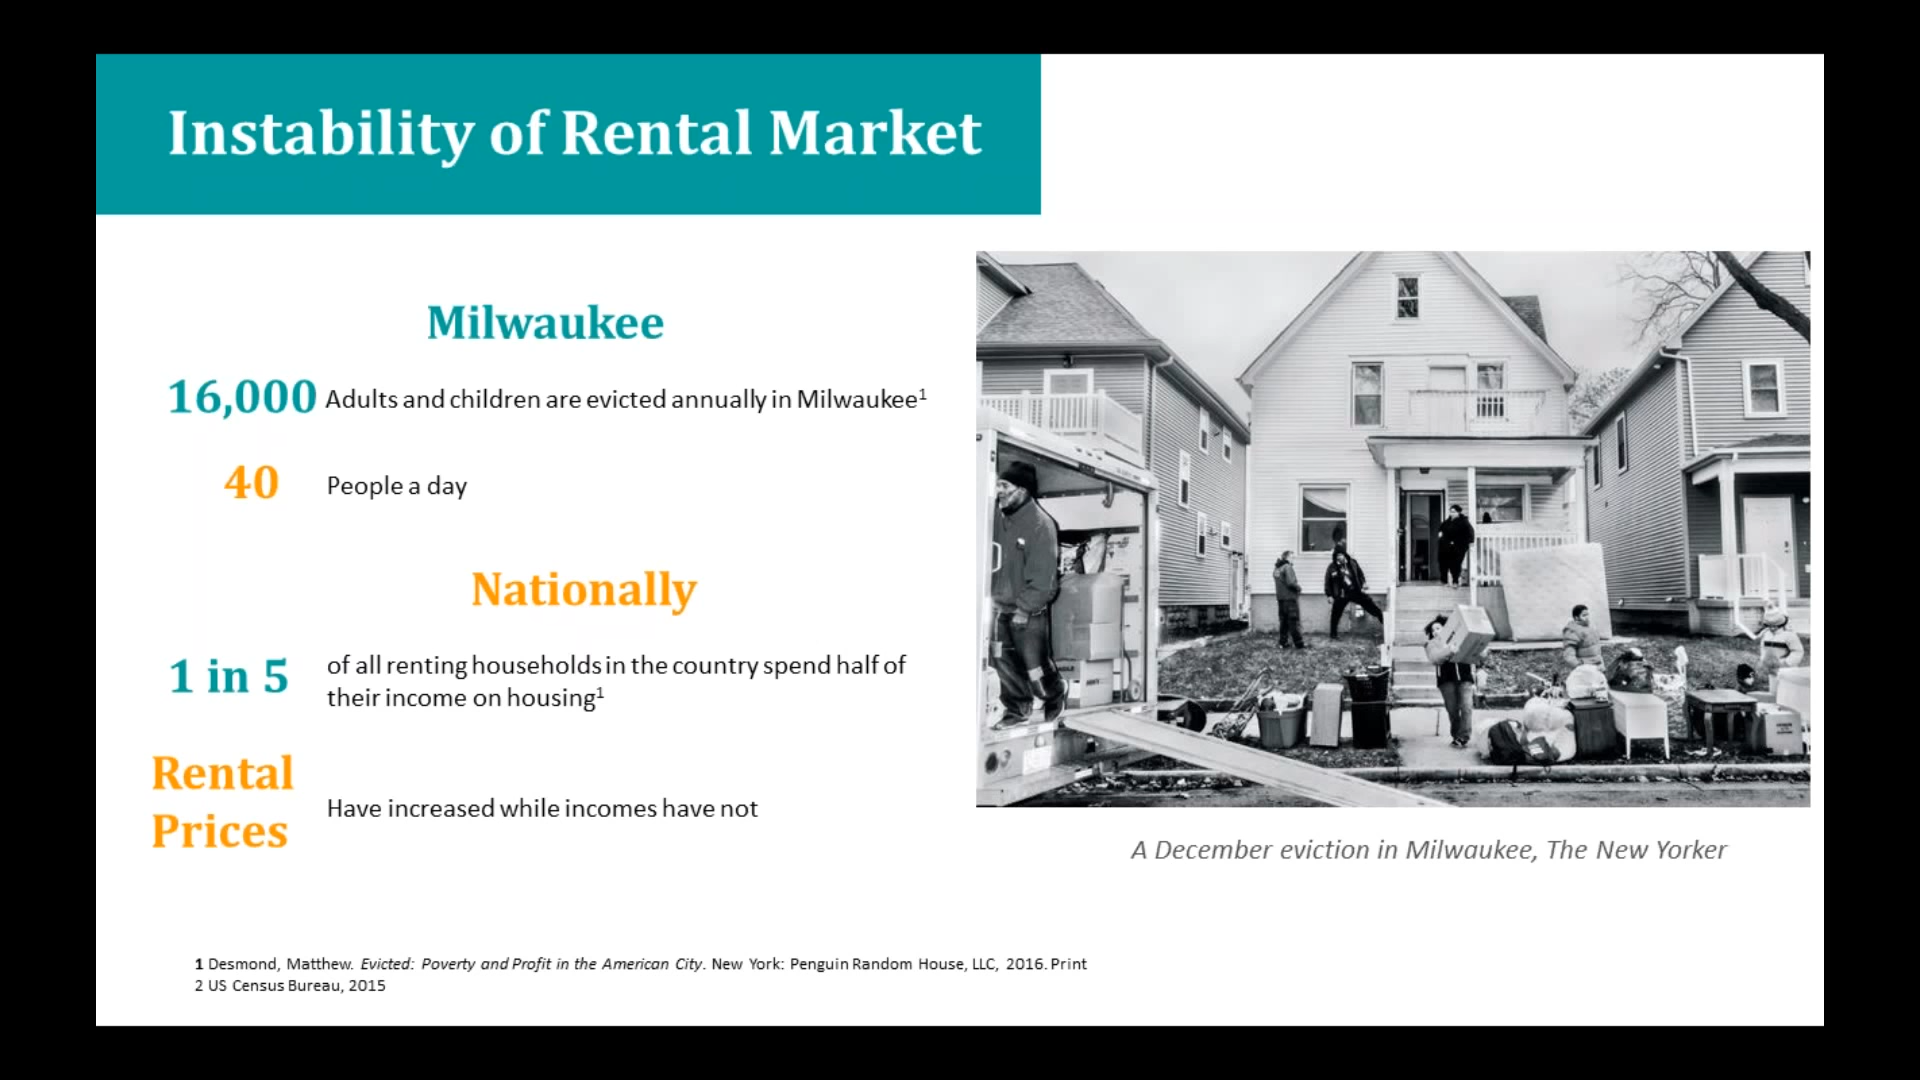 Instability of Rental Market
Milwaukee
16,000 Adults and children are evicted annually in Milwaukee¹
40 People a day
Nationally
1 in 5 of all renting households in the country spend half of
their income on housing¹
Rental
Prices
Have increased while incomes have not
A December eviction in Milwaukee, The New Yorker
1 Desmond, Matthew. Evicted: Poverty and Profit in the American City. New York: Penguin Random House, LLC, 2016. Print
2 US Census Bureau, 2015